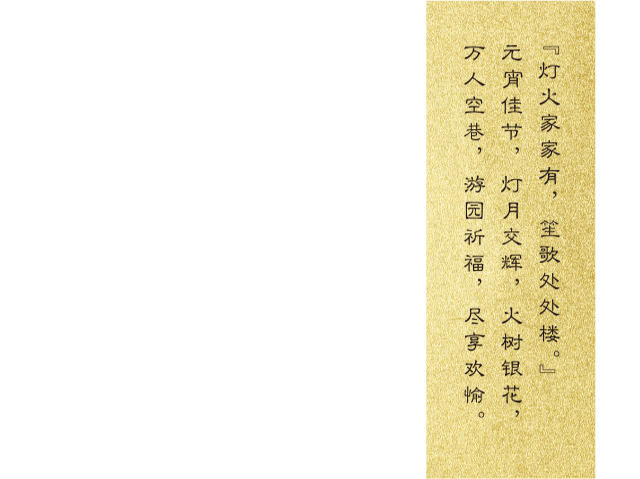 『灯火家家有，笙歌处处楼。』
元宵佳节，灯月交辉，火树银花，
万人空巷，游园祈福，尽享欢愉。